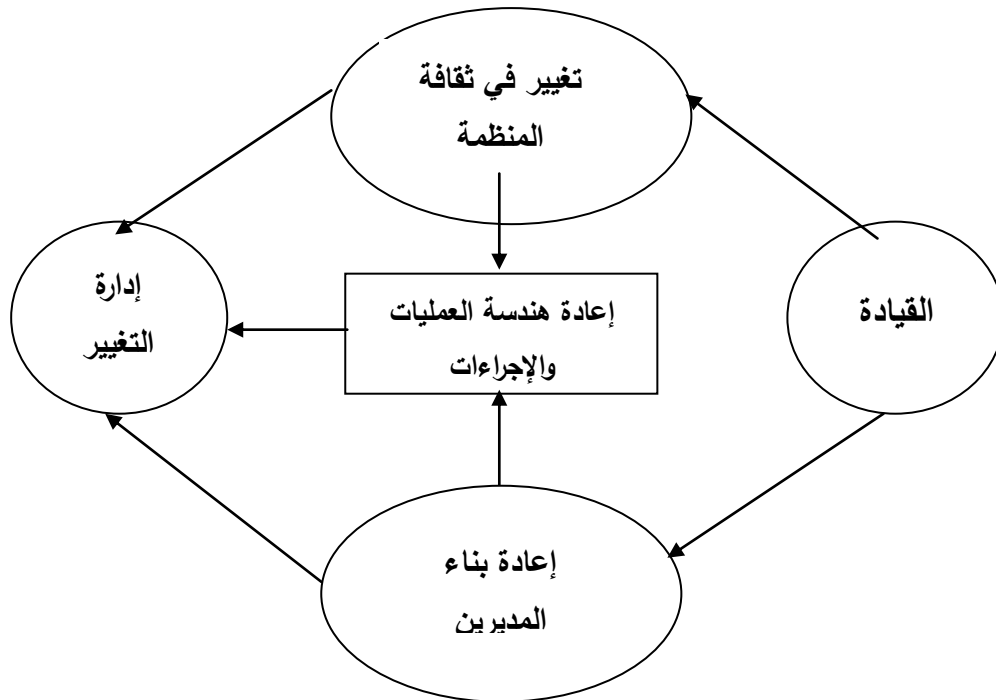 تغيير في ثقافة
المنظمة
القيادة
إعادة هندسة العمليات
والإجراءات
إدارة
التغيير
إعادة بناء
المديرين